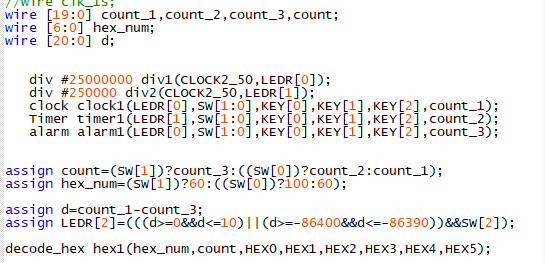 //wire clk_1s;
wire [19:0] count_1,count_2,count_3,count;
wire [6:0] hex_num;
wire [20:0] d;
div #25000000 div1(CLOCK2_50,LEDR[0]);
div #250000 div2(CLOCK2_50,LEDR[1]);
clock clock1(LEDR[0],SW[1:0],KEY[0],KEY[1],KEY[2],count_1);
Timer timer1(LEDR[1],SW[1:0],KEY[0],KEY[1],KEY[2],count_2);
alarm alarm1(LEDR[0],SW[1:0],KEY[0],KEY[1],KEY[2],count_3);
assign count=(SW[1])?count_3:((SW[0])?count_2:count_1);
assign hex_num=(SW[1])?60:((SW[0])?100:60);
assign d=count_1-count_3;
assign LEDR[2]=(((d>=0&&d<=10)||(d>=-86400&&d<=-86390))&&SW[2]);
decode_hex hex1(hex_num,count,HEX0,HEX1,HEX2,HEX3,HEX4,HEX5);